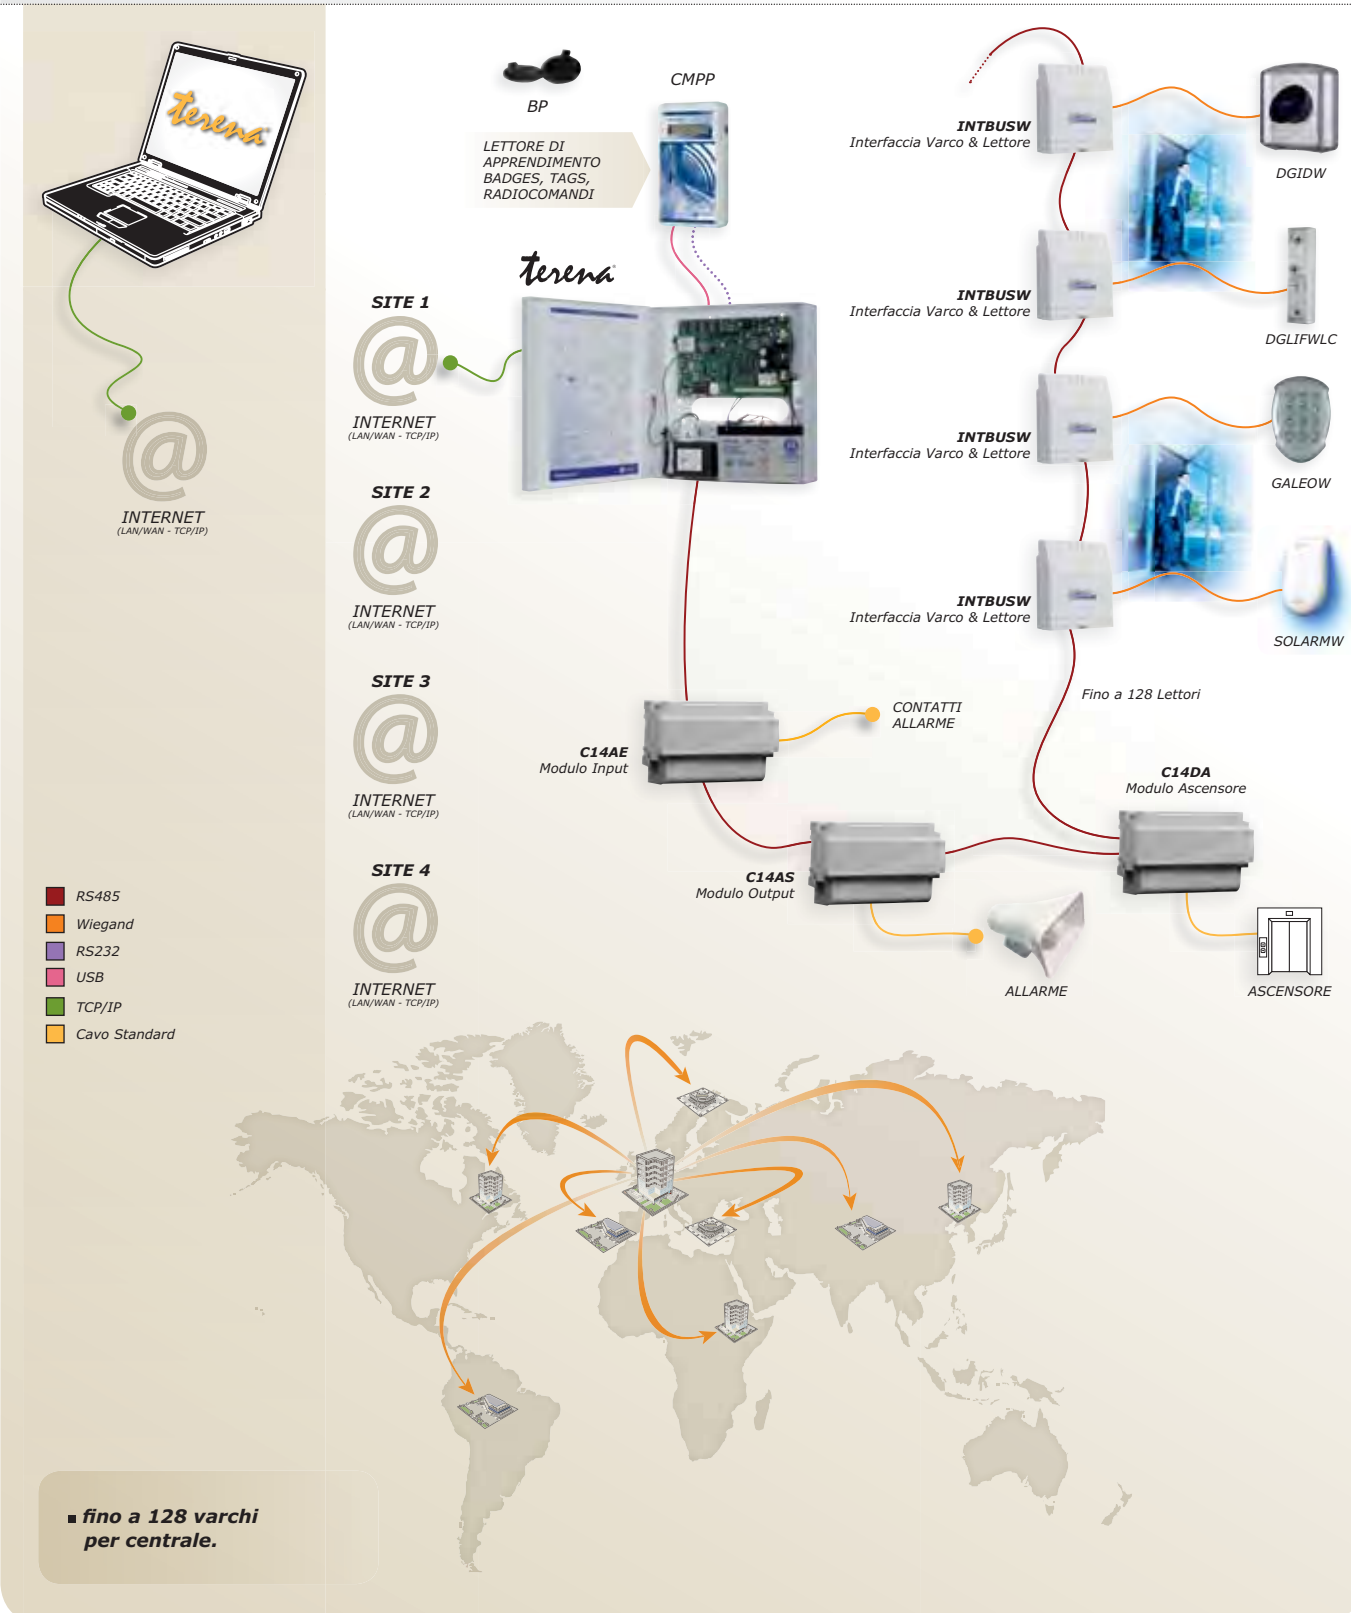 terena
INTERNET
(LAN/WAN - TCP/IP)
BP
CMPP
LETTORE DI
APPRENDIMENTO
BADGES, TAGS,
RADIOCOMANDI
terena
SITE 1
INTERNET
(LAN/WAN - TCP/IP)
SITE 2
INTERNET
(LAN/WAN - TCP/IP)
SITE 3
INTERNET
(LAN/WAN - TCP/IP)
SITE 4
INTERNET
(LAN/WAN - TCP/IP)
INTBUSW
Interfaccia Varco & Lettore
DGIDW
INTBUSW
Interfaccia Varco & Lettore
DGLIFWLC
INTBUSW
Interfaccia Varco & Lettore
GALEOW
INTBUSW
Interfaccia Varco & Lettore
SOLARMW
Fino a 128 Lettori
CONTATTI
ALLARME
C14AE
Modulo Input
C14DA
Modulo Ascensore
C14AS
Modulo Output
ALLARME
ASCENSORE
RS485
Wiegand
RS232
USB
TCP/IP
Cavo Standard
▪ fino a 128 varchi
per centrale.